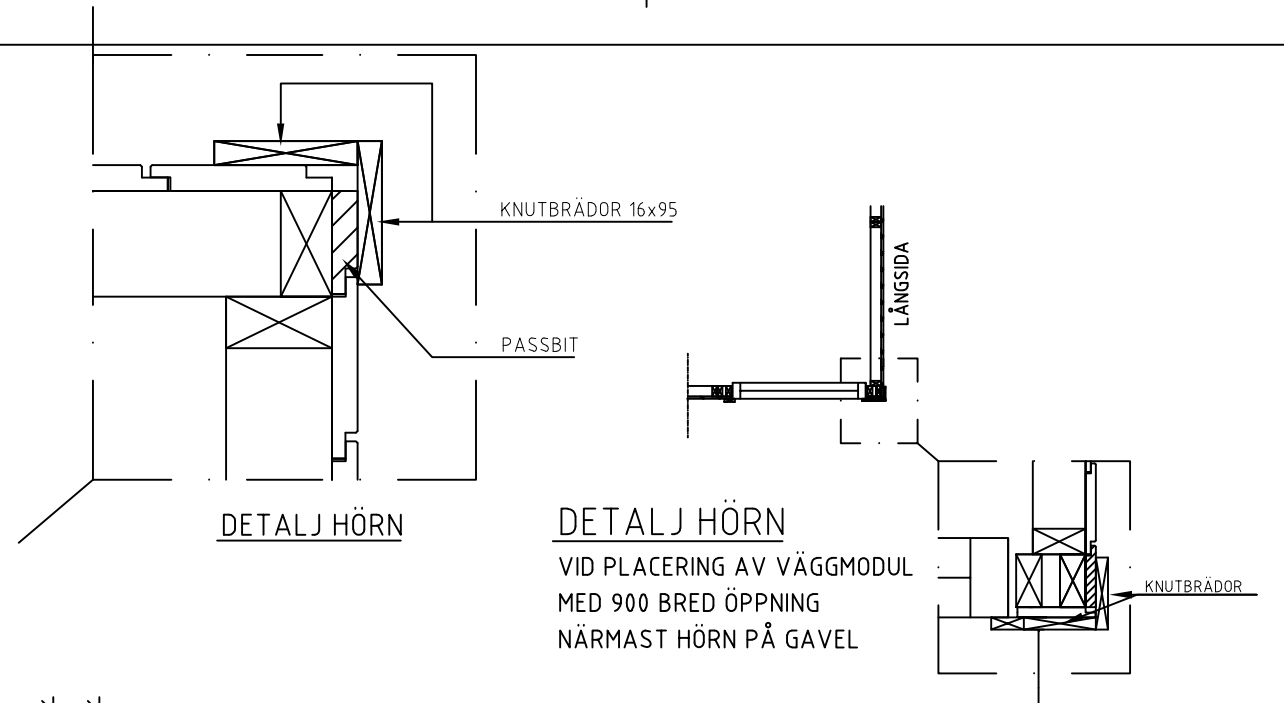 KNUTBRÄDOR 16x95
PASSBIT
DETALJ HÖRN
LÅNGSIDA
DETALJ HÖRN
VID PLACERING AV VÄGGMODUL
MED 900 BRED ÖPPNING
NÄRMAST HÖRN PÅ GAVEL
KNUTBRÄDOR